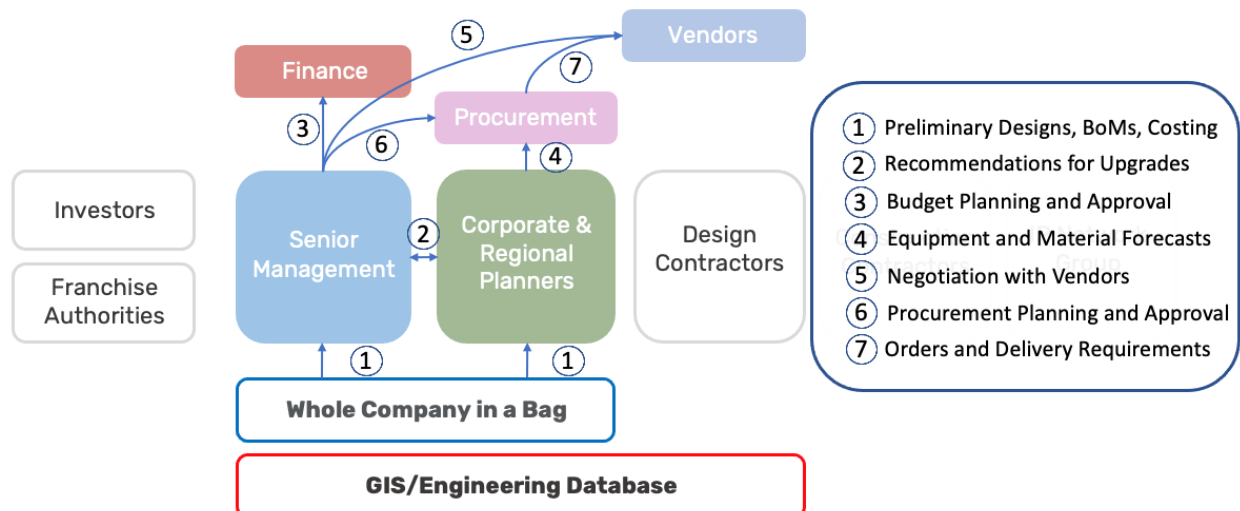 5
Vendors
Finance
7
3
6
Procurement
4
Investors
Franchise
Authorities
Senior
Management
2
Corporate &
Regional
Planners
Design
Contractors
1
1
Whole Company in a Bag
GIS/Engineering Database
1 Preliminary Designs, BoMs, Costing
2 Recommendations for Upgrades
3 Budget Planning and Approval
4 Equipment and Material Forecasts
5 Negotiation with Vendors
6 Procurement Planning and Approval
7 Orders and Delivery Requirements